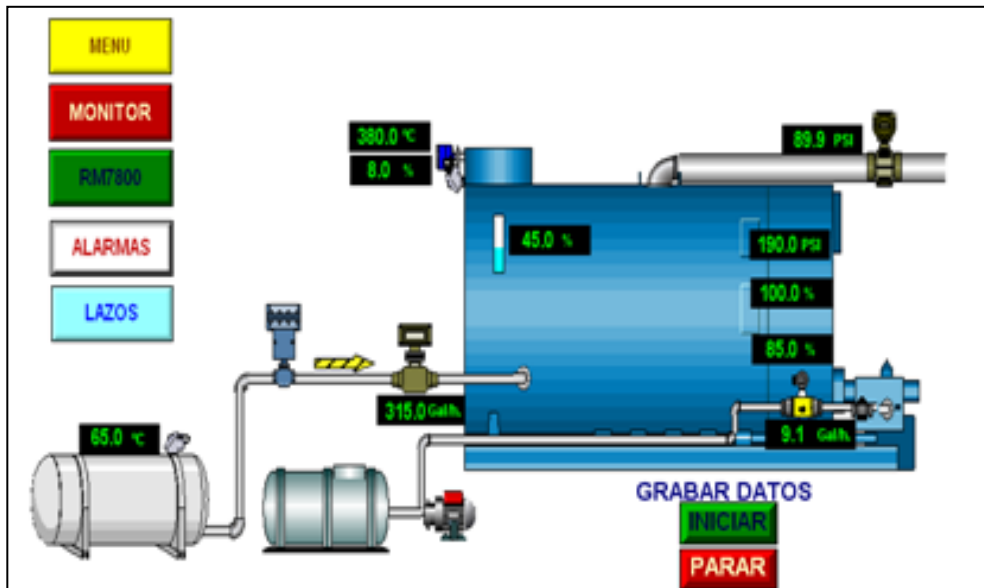 MENU
MONITOR
RM7800
ALARMAS
LAZOS
380.0 °C
8.0 %
89.9 PSI
45.0 %
190.0 PSI
100.0 %
85.0 %
315.0 Gal/h.
65.0 °C
9.1 Gal/h.
GRABAR DATOS
INICIAR
PARAR